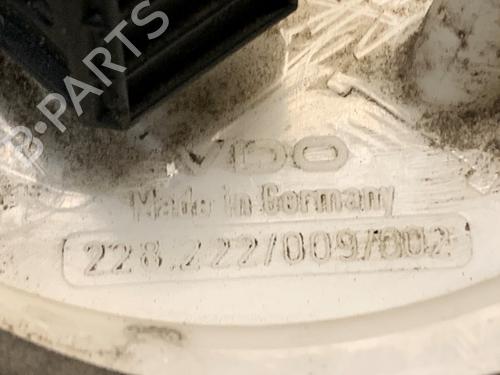 B-PARTS
VDO
Made in Germany
228.222/009/002